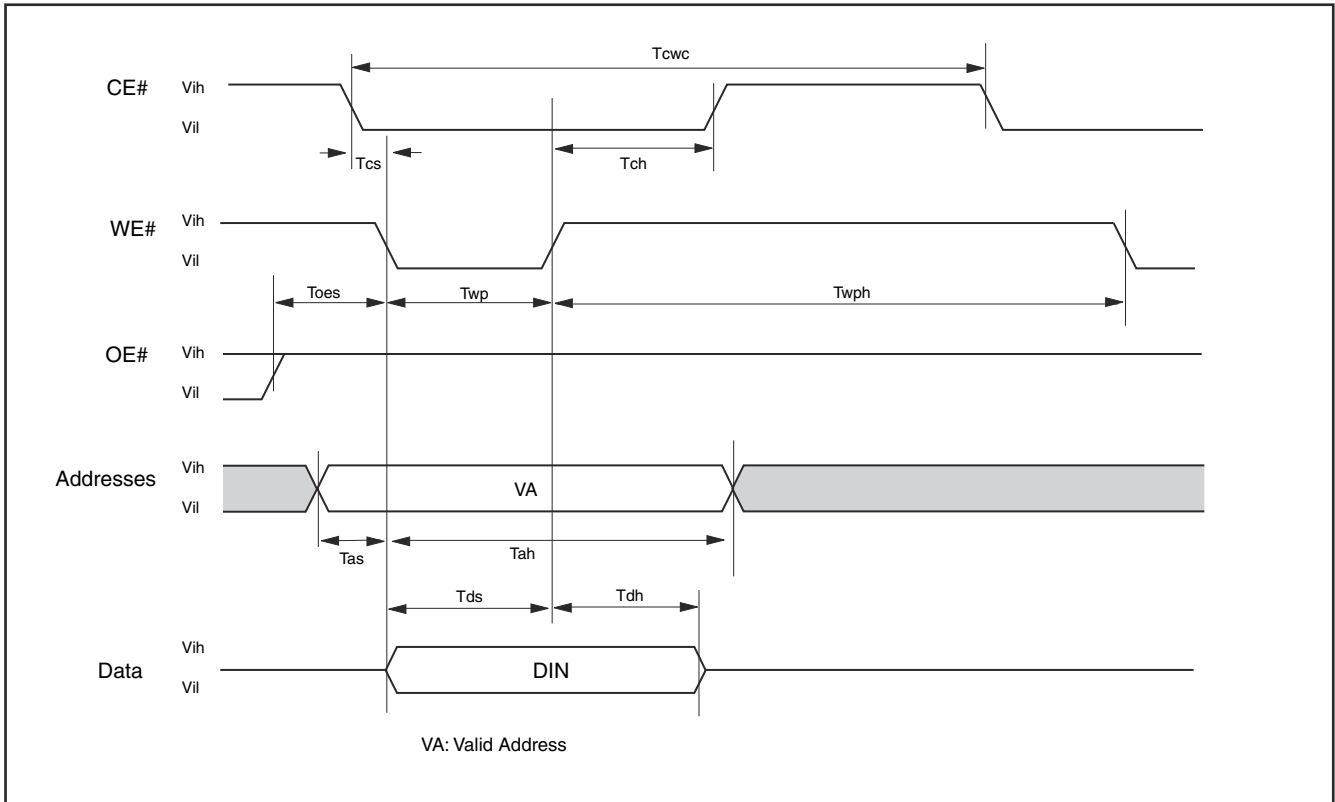 Tcwc
CE#
Vih
Vil
Tcs
Tch
WE#
Vih
Vil
Toes
Twp
Twph
OE#
Vih
Vil
Addresses
Vih
Vil
VA
Tas
Tah
Tds
Tdh
Data
Vih
Vil
DIN
VA: Valid Address